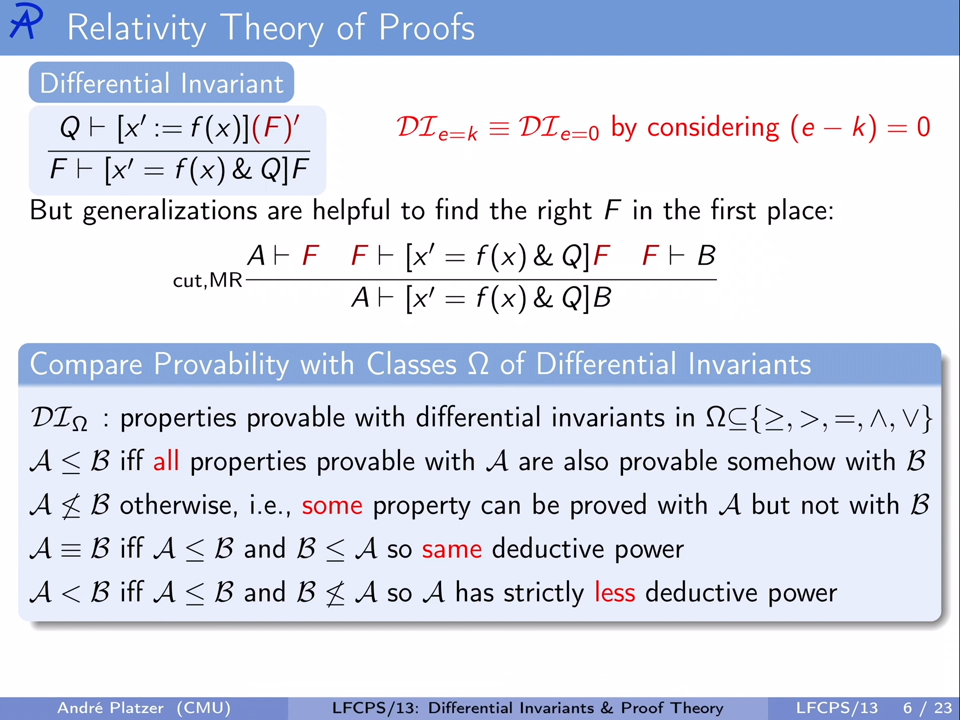 Relativity Theory of Proofs
Differential Invariant
Q ⊢ [x′ := f(x)](F)′
F ⊢ [x′ = f(x) & Q]F
𝒟ℐ_{e=k} ≡ 𝒟ℐ_{e=0} by considering (e − k) = 0
But generalizations are helpful to find the right F in the first place:
A ⊢ F F ⊢ [x′ = f(x) & Q]F F ⊢ B
cut,MR
A ⊢ [x′ = f(x) & Q]B
Compare Provability with Classes Ω of Differential Invariants
𝒟ℐ_Ω : properties provable with differential invariants in Ω⊆{≥, >, =, ∧, ∨}
𝒜 ≤ ℬ iff all properties provable with 𝒜 are also provable somehow with ℬ
𝒜 ≰ ℬ otherwise, i.e., some property can be proved with 𝒜 but not with ℬ
𝒜 ≡ ℬ iff 𝒜 ≤ ℬ and ℬ ≤ 𝒜 so same deductive power
𝒜 < ℬ iff 𝒜 ≤ ℬ and ℬ ≰ 𝒜 so 𝒜 has strictly less deductive power
André Platzer (CMU) LFCPS/13: Differential Invariants & Proof Theory LFCPS/13 6 / 23